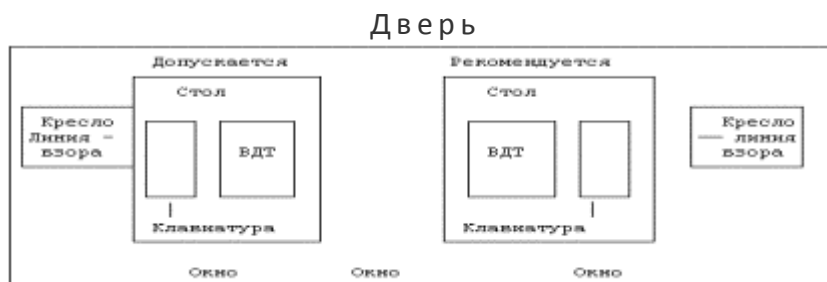 Дверь
Допускается
Рекомендуется
Стол
Стол
Кресло
Линия -
взора
ВДТ
ВДТ
Кресло
— линия
взора
Клавиатура
Клавиатура
Окно
Окно
Окно